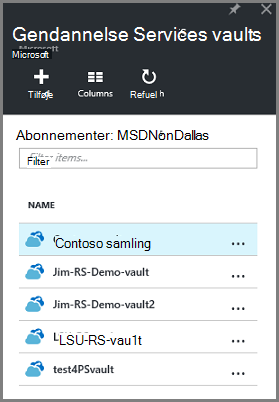 Gendannelse Services vaults
Microsoft
Tilføje
Columns
Refuel h
Abonnementer: MSDNonDallas
Filter items...
NAME
Contoso samling
Jim-RS-Demo-vault
Jim-RS-Demo-vault2
LSU-RS-vau1t
test4PSvault